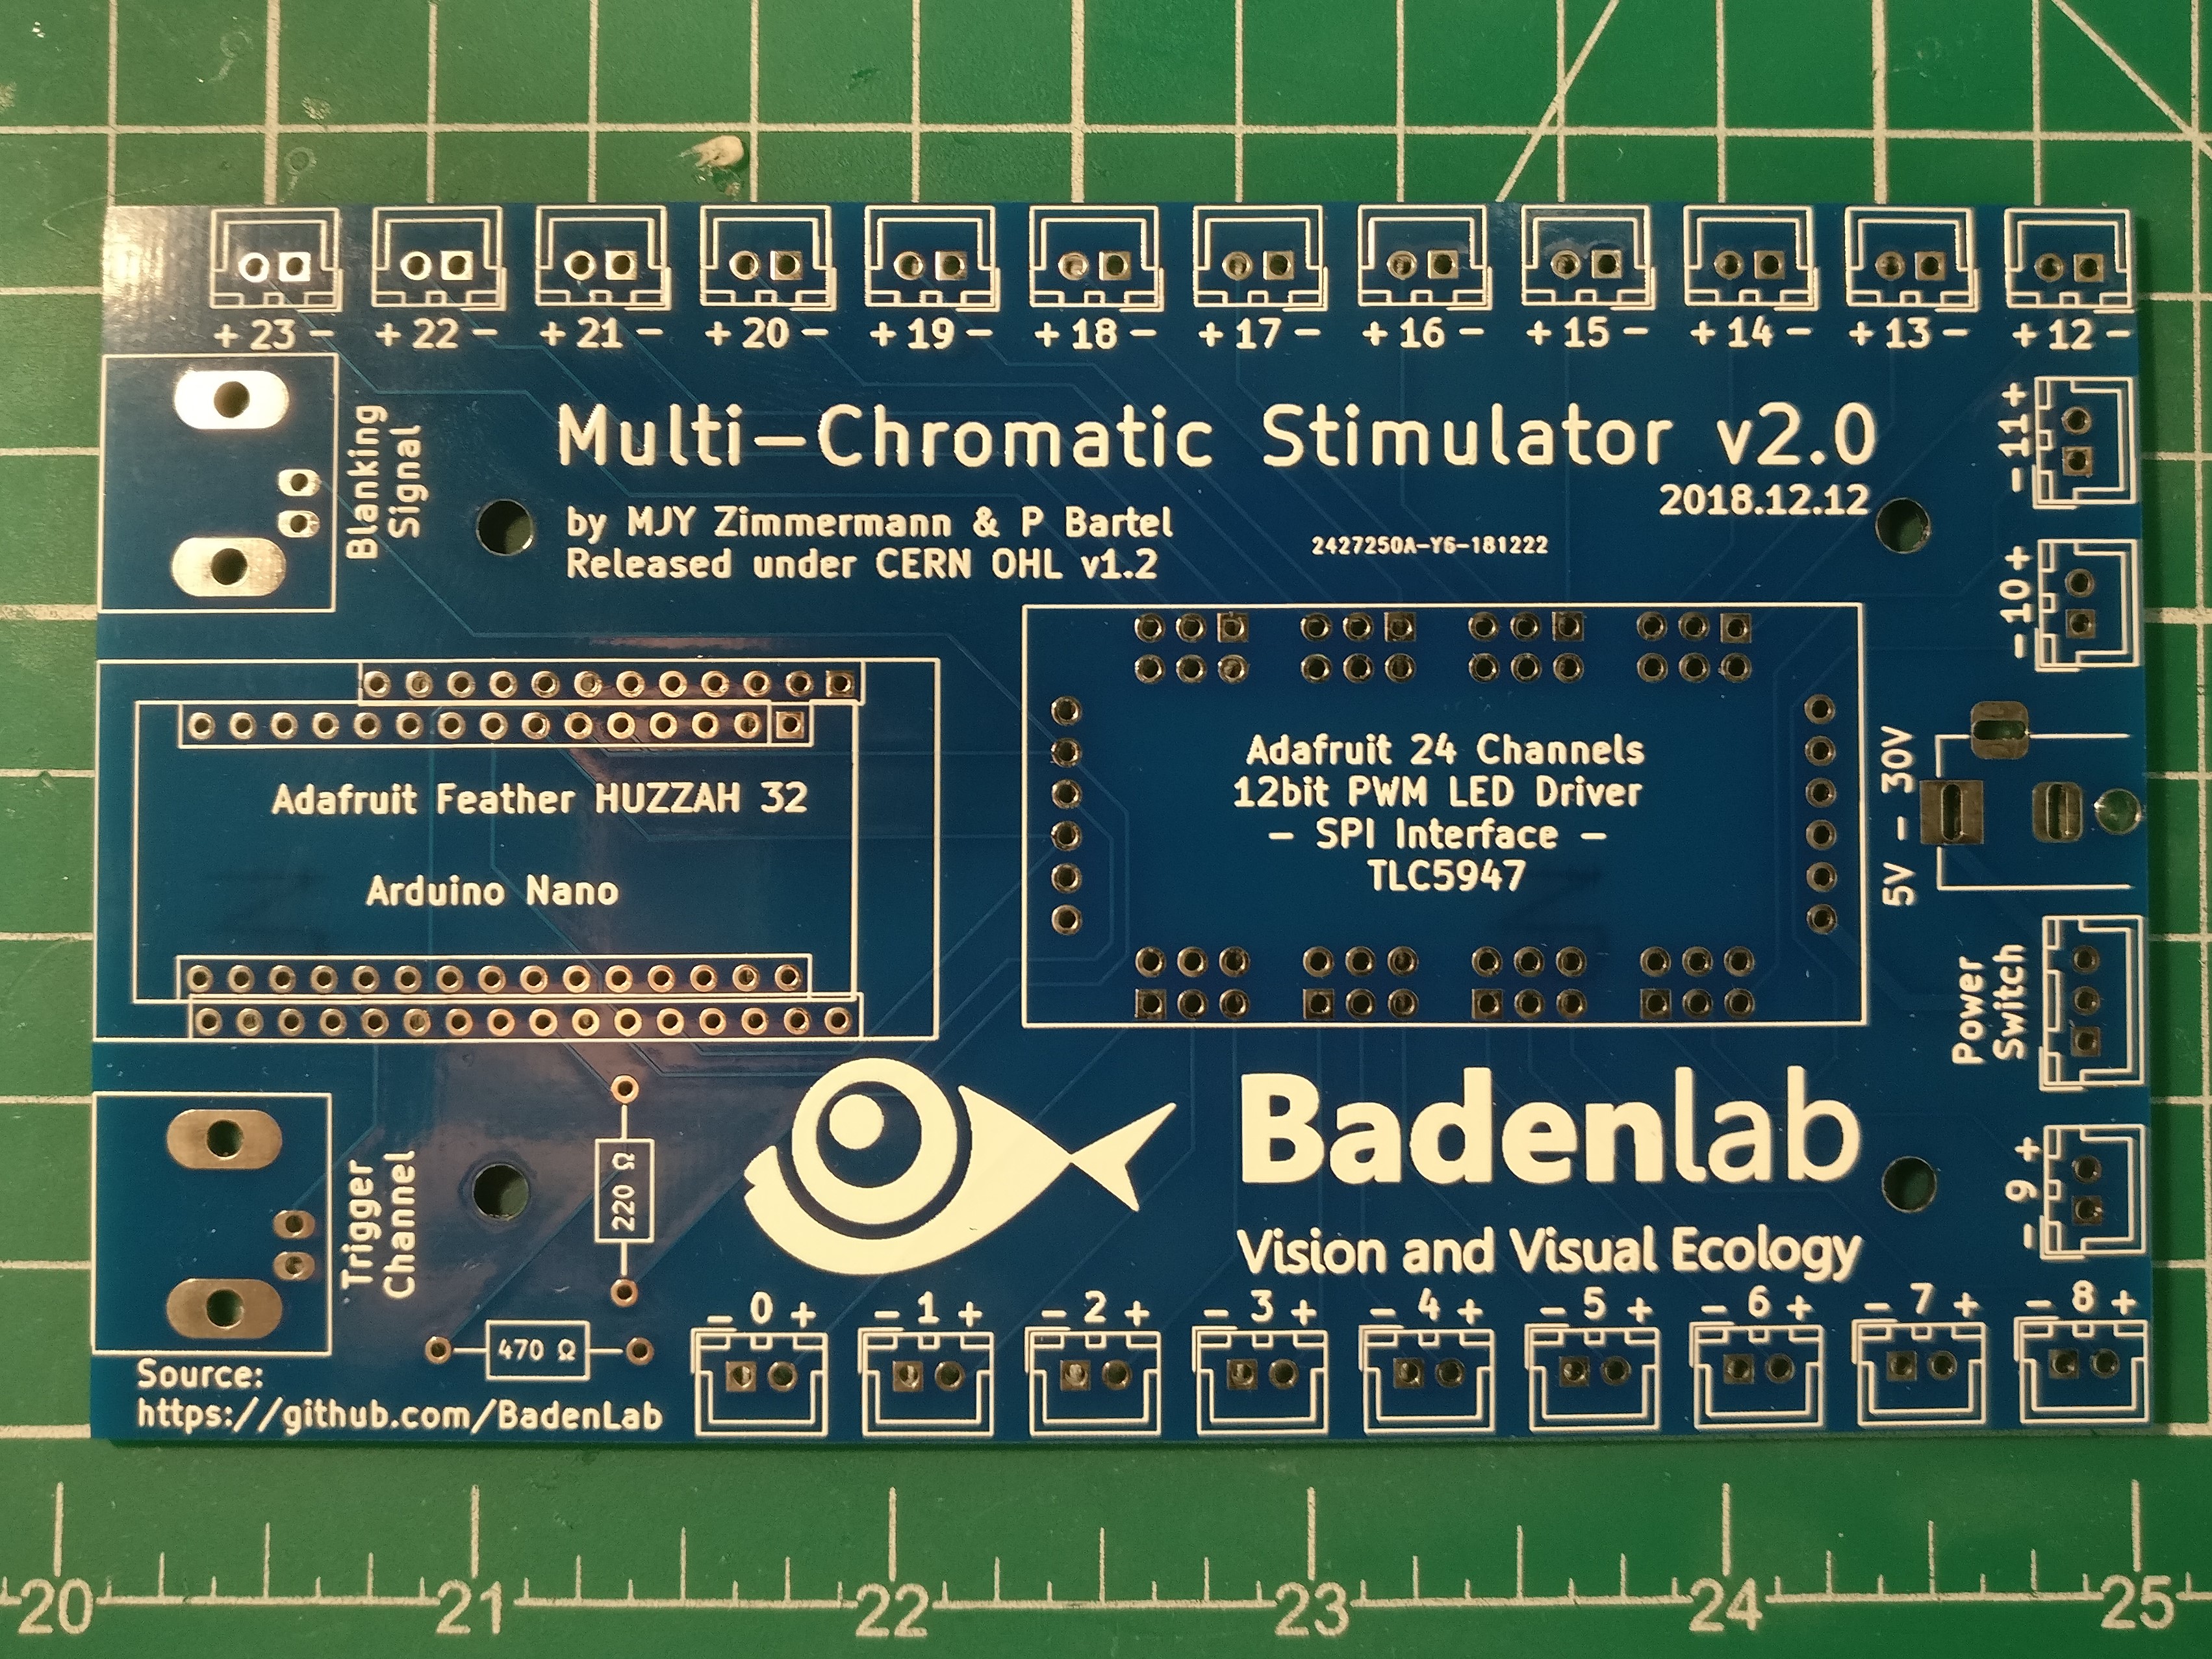 + 23 - + 22 - + 21 - + 20 - + 19 - + 18 - + 17 - + 16 - + 15 - + 14 - + 13 - + 12 -
Blanking
Signal
Multi-Chromatic Stimulator v2.0
2018.12.12
by MJY Zimmermann & P Bartel
Released under CERN OHL v1.2
2427250A-Y6-181222
- 11 +
- 10 +
Adafruit Feather HUZZAH 32
Arduino Nano
Adafruit 24 Channels
12bit PWM LED Driver
- SPI Interface -
TLC5947
5V - 30V
Power
Switch
Trigger
Channel
220 Ω
470 Ω
Badenlab
Vision and Visual Ecology
- 9 +
- 0 + - 1 + - 2 + - 3 + - 4 + - 5 + - 6 + - 7 + - 8 +
Source:
https://github.com/BadenLab
20 21 22 23 24 25